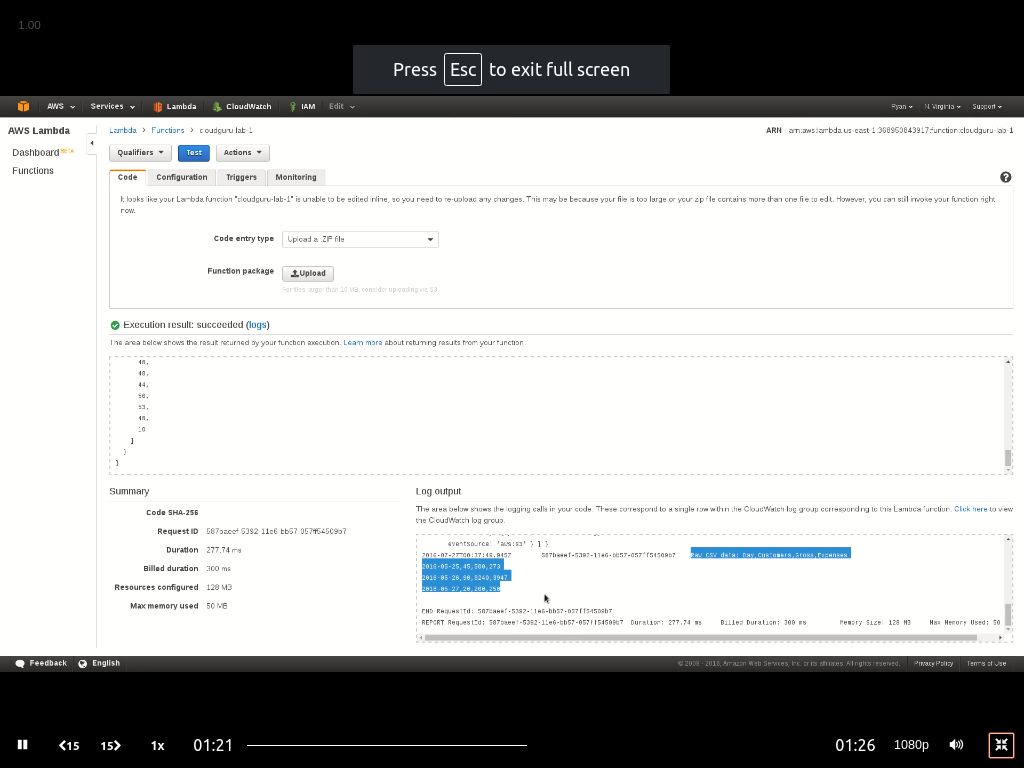 1.00
Press Esc to exit full screen
AWS Services Lambda CloudWatch IAM Edit Ryan N. Virginia Support
AWS Lambda
Dashboard BETA
Functions
Lambda > Functions > cloudguru-lab-1
ARN - arn:aws:lambda:us-east-1:368950843917:function:cloudguru-lab-1
Qualifiers Test Actions
Code Configuration Triggers Monitoring
It looks like your Lambda function "cloudguru-lab-1" is unable to be edited inline, so you need to re-upload any changes. This may be because your file is too large or your zip file contains more than one file to edit. However, you can still invoke your function right
now.
Code entry type Upload a .ZIP file
Function package Upload
For files larger than 10 MB, consider uploading via S3.
Execution result: succeeded (logs)
The area below shows the result returned by your function execution. Learn more about returning results from your function.
48,
44,
]
}
}
Summary
Code SHA-256
Request ID 587baeef-5392-11e6-bb57-057ff54509b7
Duration 277.74 ms
Billed duration 300 ms
Resources configured 128 MB
Max memory used 50 MB
Log output
The area below shows the logging calls in your code. These correspond to a single row within the CloudWatch log group corresponding to this Lambda function. Click here to view
the CloudWatch log group.
eventSource: 'aws:s3' } ] }
587baeef-5392-11e6-bb57-057ff54509b7 Raw CSV data: Day,Customers,Gross,Expenses
2016-05-25,45,500,273
2016-05-26,90,9240,3947
2016-05-27,20,200,250
END RequestId: 587baeef-5392-11e6-bb57-057ff54509b7
REPORT RequestId: 587baeef-5392-11e6-bb57-057ff54509b7 Duration: 277.74 ms Billed Duration: 300 ms Memory Size: 128 MB Max Memory Used: 50
Feedback English © 2008 - 2016, Amazon Web Services, Inc. or its affiliates. All rights reserved. Privacy Policy Terms of Use
15 15 1x 01:21 01:26 1080p